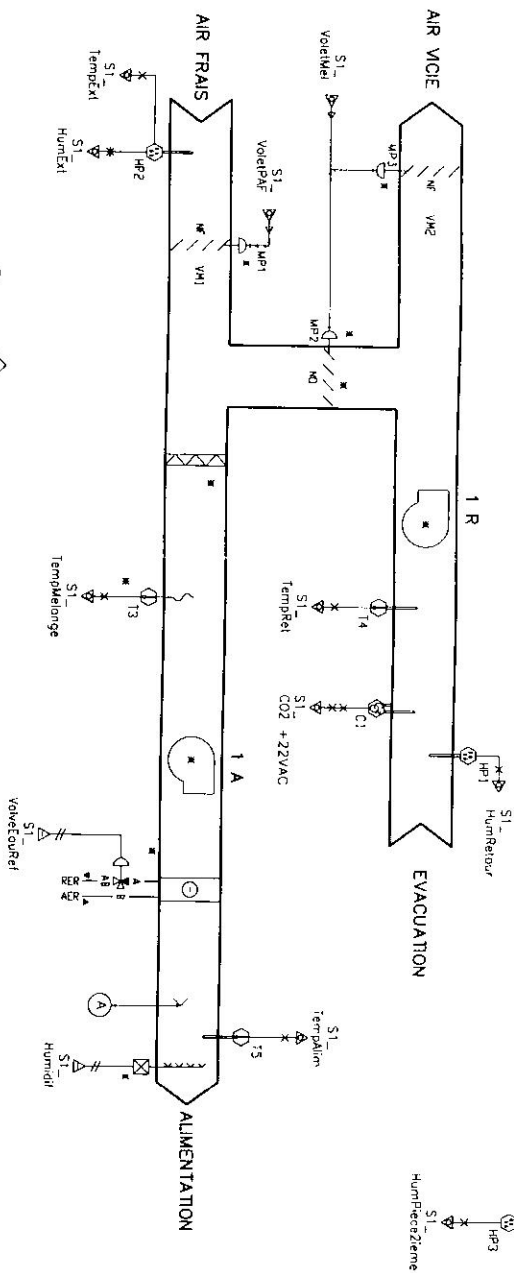 AIR VICIE
AIR FRAIS
S1_
VoletMel
S1_
TempExt
S1_
HumExt
HP2
S1_
VoletPAF
MP3
NF
VM2
NF
VM1
MP1
MP2
NO
1 R
S1_
TempRet
T4
S1_
CO2 +22VAC
C1
HP1
S1_
HumRetour
EVACUATION
S1_
TempMelange
T3
1 A
S1_
ValveEauRef
RER
AER
AB
A
B
A
S1_
Humidif
T5
S1_
TempAlim
ALIMENTATION
HP3
S1_
HumPiece2ieme